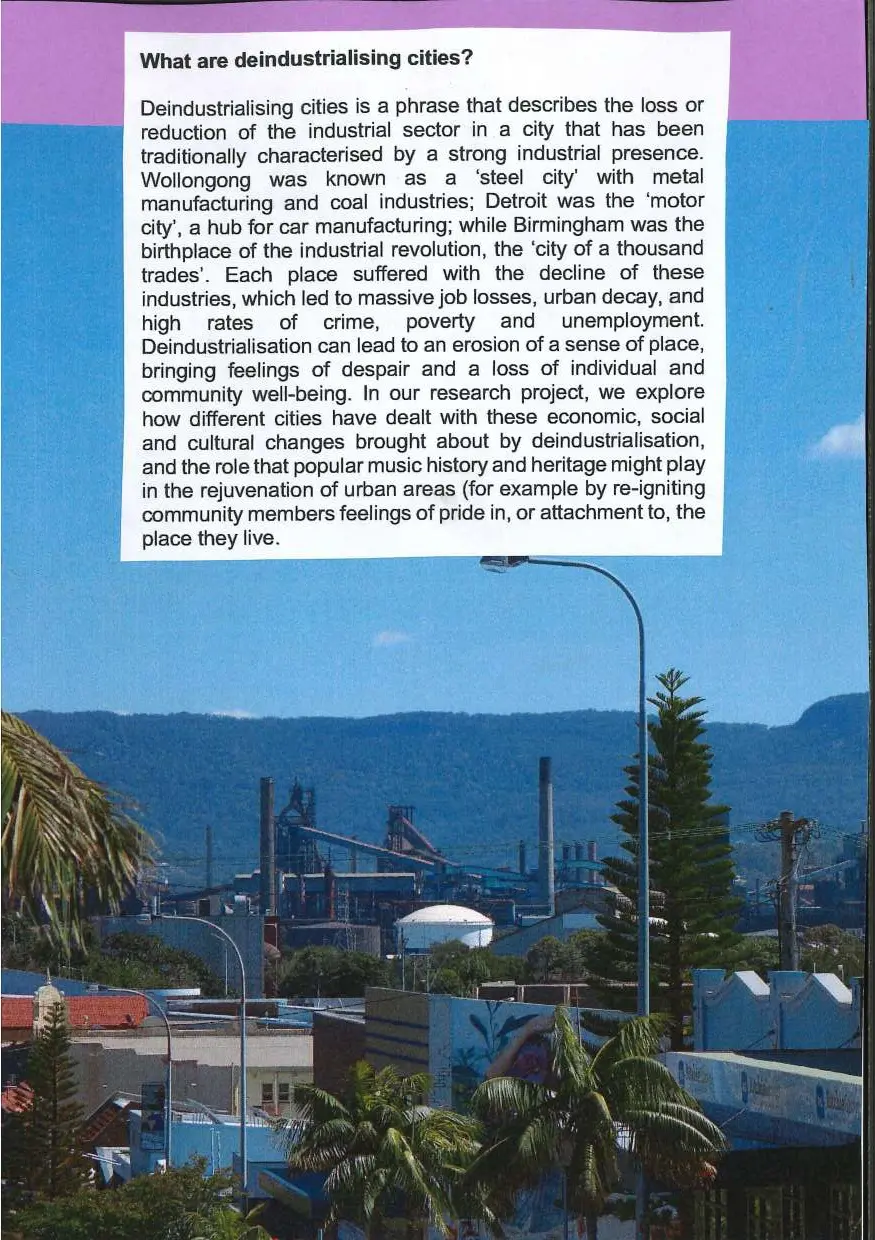 What are deindustrialising cities?
Deindustrialising cities is a phrase that describes the loss or
reduction of the industrial sector in a city that has been
traditionally characterised by a strong industrial presence.
Wollongong was known as a ‘steel city’ with metal
manufacturing and coal industries; Detroit was the ‘motor
city’, a hub for car manufacturing; while Birmingham was the
birthplace of the industrial revolution, the ‘city of a thousand
trades’. Each place suffered with the decline of these
industries, which led to massive job losses, urban decay, and
high rates of crime, poverty and unemployment.
Deindustrialisation can lead to an erosion of a sense of place,
bringing feelings of despair and a loss of individual and
community well-being. In our research project, we explore
how different cities have dealt with these economic, social
and cultural changes brought about by deindustrialisation,
and the role that popular music history and heritage might play
in the rejuvenation of urban areas (for example by re-igniting
community members feelings of pride in, or attachment to, the
place they live.